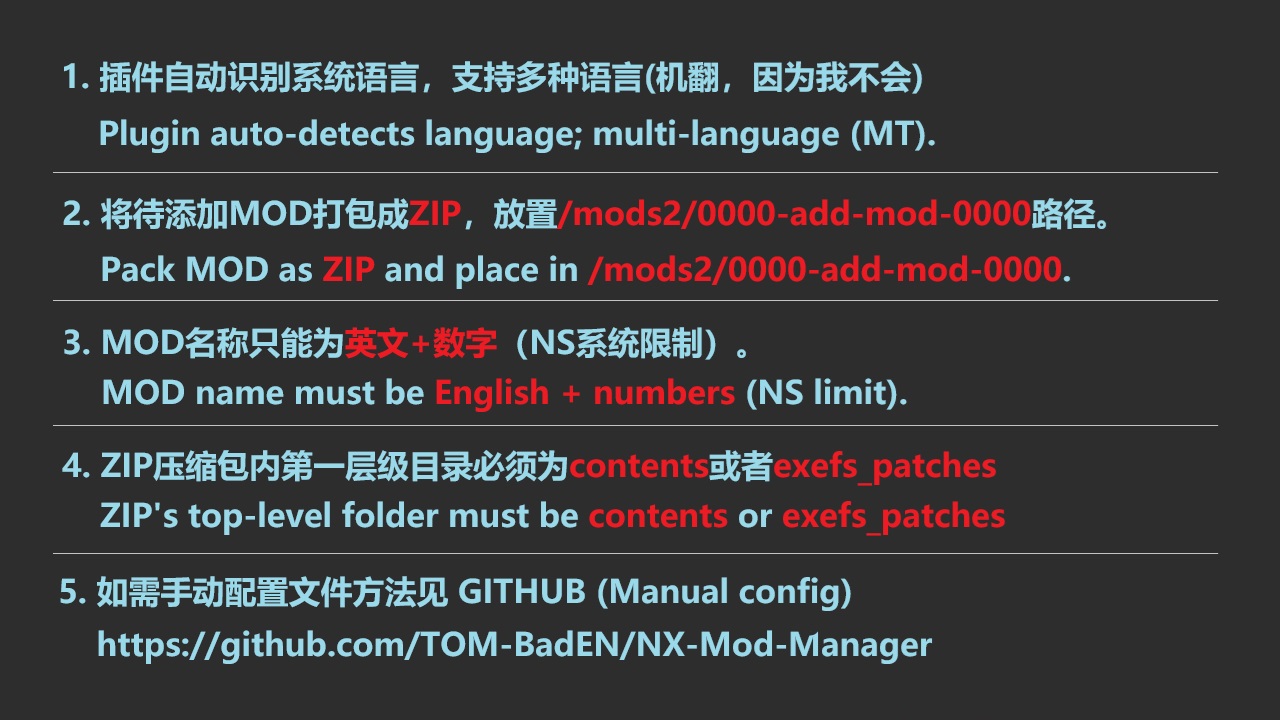 1. 插件自动识别系统语言，支持多种语言(机翻，因为我不会)
Plugin auto-detects language; multi-language (MT).
2. 将待添加MOD打包成ZIP，放置/mods2/0000-add-mod-0000路径。
Pack MOD as ZIP and place in /mods2/0000-add-mod-0000.
3. MOD名称只能为英文+数字（NS系统限制）。
MOD name must be English + numbers (NS limit).
4. ZIP压缩包内第一层级目录必须为contents或者exefs_patches
ZIP's top-level folder must be contents or exefs_patches
5. 如需手动配置文件方法见 GITHUB (Manual config)
https://github.com/TOM-BadEN/NX-Mod-Manager